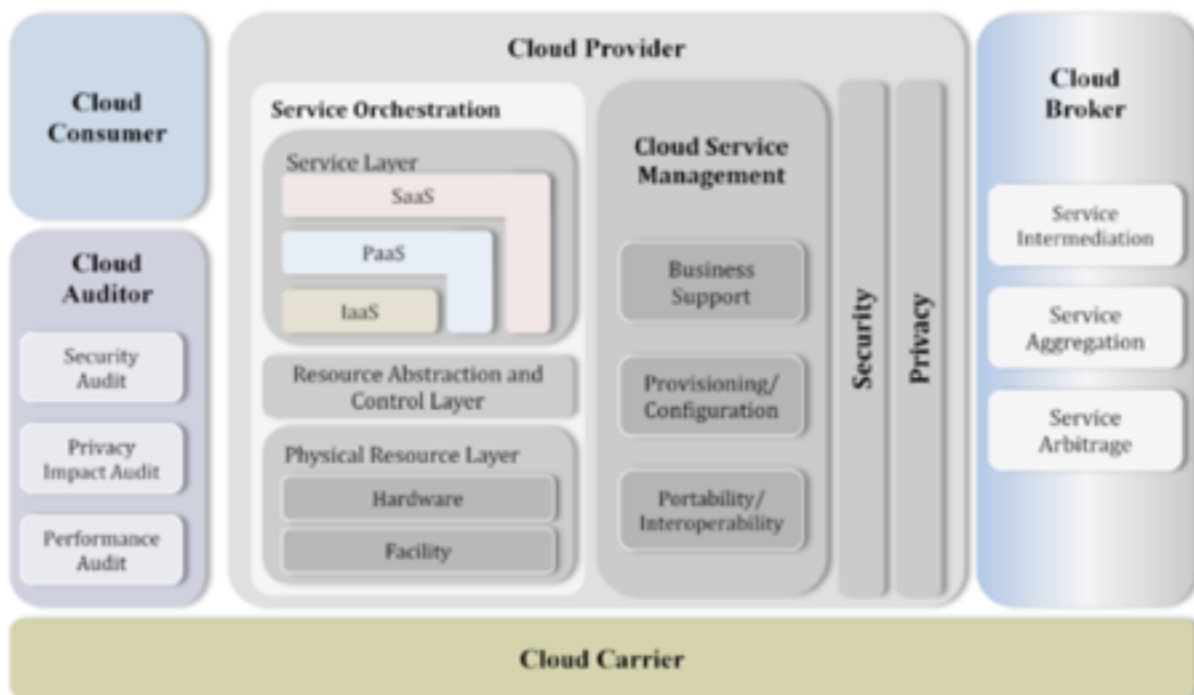 Cloud
Consumer
Cloud
Auditor
Security
Audit
Privacy
Impact Audit
Performance
Audit
Cloud Provider
Service Orchestration
Service Layer
SaaS
PaaS
IaaS
Resource Abstraction and
Control Layer
Physical Resource Layer
Hardware
Facility
Cloud Service
Management
Business
Support
Provisioning/
Configuration
Portability/
Interoperability
Security
Privacy
Cloud
Broker
Service
Intermediation
Service
Aggregation
Service
Arbitrage
Cloud Carrier